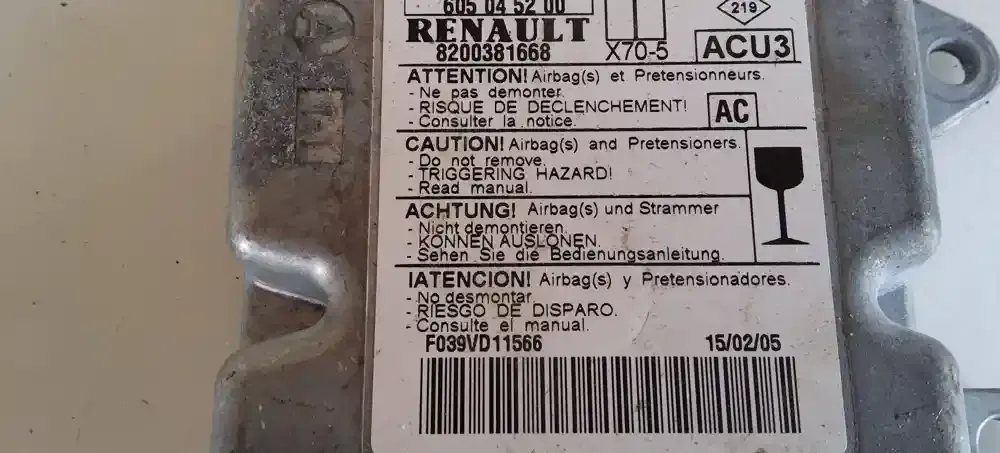 605 04 52 00
RENAULT
8200381668
X70-5
219
ACU3
ATTENTION! Airbag(s) et Pretensionneurs.
- Ne pas demonter.
- RISQUE DE DECLENCHEMENT!
- Consulter la notice.
AC
CAUTION! Airbag(s) and Pretensioners.
- Do not remove.
- TRIGGERING HAZARD!
- Read manual.
ACHTUNG! Airbag(s) und Strammer
- Nicht demontieren.
- KONNEN AUSLONEN.
- Sehen Sie die Bedienungsanleitung.
IATENCION! Airbag(s) y Pretensionadores.
- No desmontar.
- RIESGO DE DISPARO.
- Consulte el manual.
F039VD11566
15/02/05